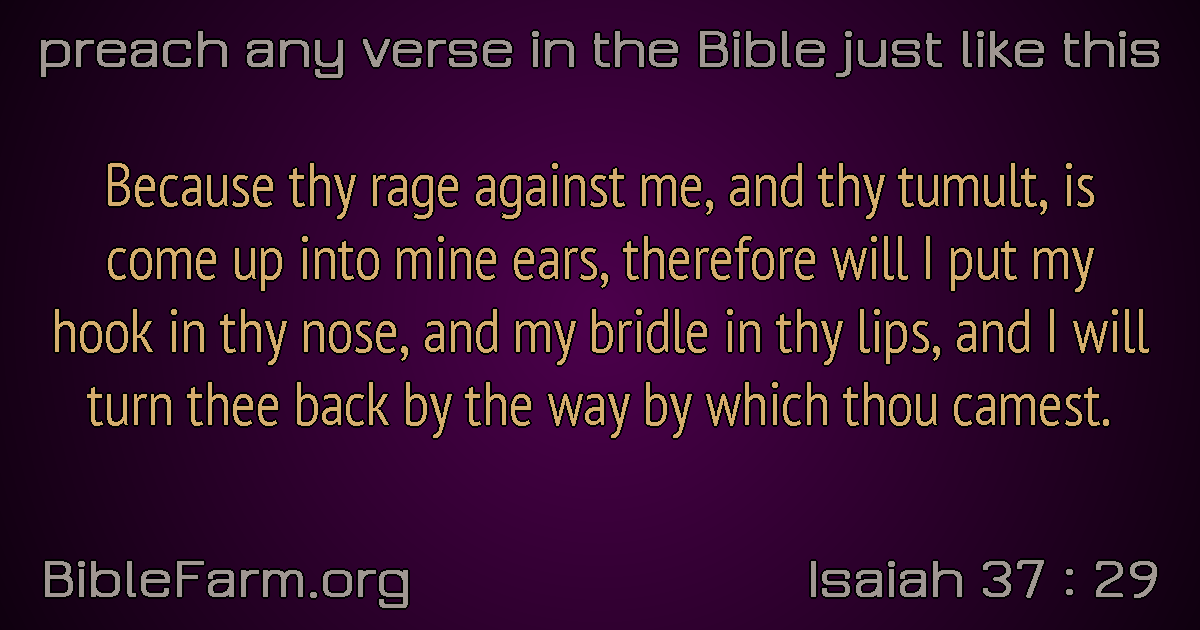 preach any verse in the Bible just like this
Because thy rage against me, and thy tumult, is
come up into mine ears, therefore will I put my
hook in thy nose, and my bridle in thy lips, and I will
turn thee back by the way by which thou camest.
BibleFarm.org
Isaiah 37 : 29